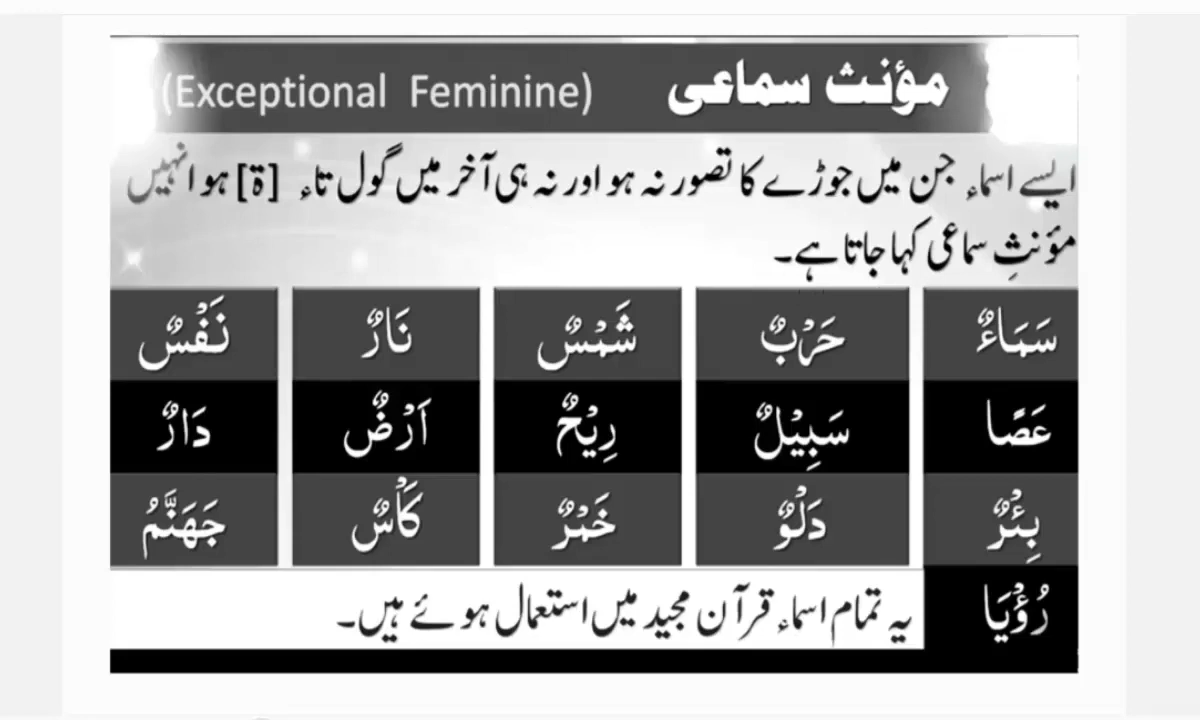 مؤنث سماعی (Exceptional Feminine)
ایسے اسماء جن میں جوڑے کا تصور نہ ہو اور نہ ہی آخر میں گول تاء [ۃ] ہو انہیں
مؤنثِ سماعی کہا جاتا ہے۔
سَمَاءٌ حَرْبٌ شَمْسٌ نَارٌ نَفْسٌ
عَصًا سَبِیْلٌ رِیْحٌ اَرْضٌ دَارٌ
بِئْرٌ دَلْوٌ خَمْرٌ کَاْسٌ جَھَنَّمُ
رُؤْیَا یہ تمام اسماء قرآن مجید میں استعمال ہوئے ہیں۔